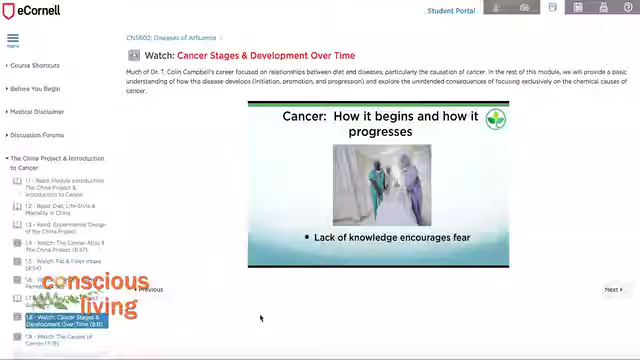 eCornell
Student Portal
menu
CNS602: Diseases of Affluence
Watch: Cancer Stages & Development Over Time
Much of Dr. T. Colin Campbell's career focused on relationships between diet and diseases, particularly the causation of cancer. In the rest of this module, we will provide a basic
understanding of how this disease develops (initiation, promotion, and progression) and explore the unintended consequences of focusing exclusively on the chemical causes of
cancer.
Course Shortcuts
Before You Begin
Medical Disclaimer
Discussion Forums
The China Project & Introduction
to Cancer
1.1 - Read: Module Introduction:
The China Project &
Introduction to Cancer
1.2 - Read: Diet, Life-Style &
Mortality in China
1.3 - Read: Experimental Design
of the China Project
1.4 - Watch: The Cancer Atlas &
The China Project (8:57)
1.5 - Watch: Fat & Fiber Intake
(4:54)
1.8 - Watch: Cancer Stages &
Development Over Time (8:11)
1.9 - Watch: The Causes of
Cancer: How it begins and how it
progresses
• Lack of knowledge encourages fear
conscious
living
Previous
Next